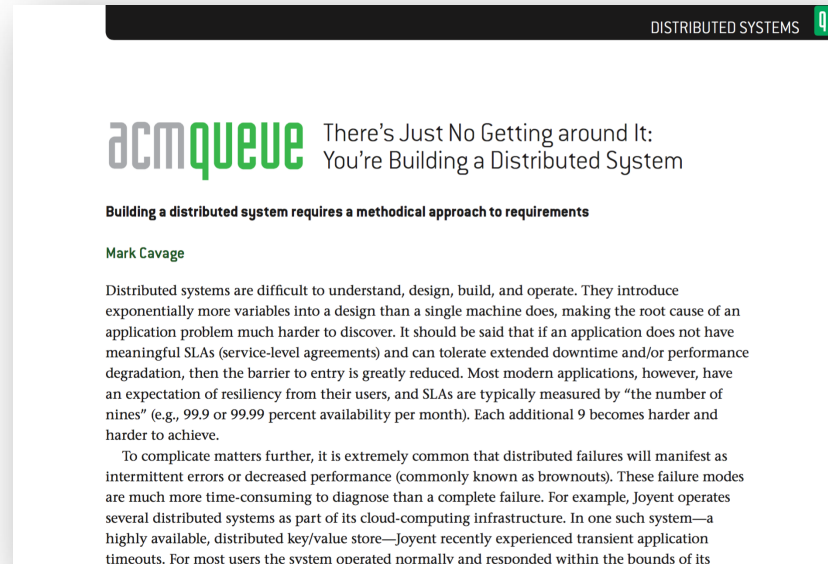 DISTRIBUTED SYSTEMS q
acmqueue
There's Just No Getting around It:
You're Building a Distributed System
Building a distributed system requires a methodical approach to requirements
Mark Cavage
Distributed systems are difficult to understand, design, build, and operate. They introduce
exponentially more variables into a design than a single machine does, making the root cause of an
application problem much harder to discover. It should be said that if an application does not have
meaningful SLAs (service-level agreements) and can tolerate extended downtime and/or performance
degradation, then the barrier to entry is greatly reduced. Most modern applications, however, have
an expectation of resiliency from their users, and SLAs are typically measured by “the number of
nines” (e.g., 99.9 or 99.99 percent availability per month). Each additional 9 becomes harder and
harder to achieve.
To complicate matters further, it is extremely common that distributed failures will manifest as
intermittent errors or decreased performance (commonly known as brownouts). These failure modes
are much more time-consuming to diagnose than a complete failure. For example, Joyent operates
several distributed systems as part of its cloud-computing infrastructure. In one such system—a
highly available, distributed key/value store—Joyent recently experienced transient application
timeouts. For most users the system operated normally and responded within the bounds of its